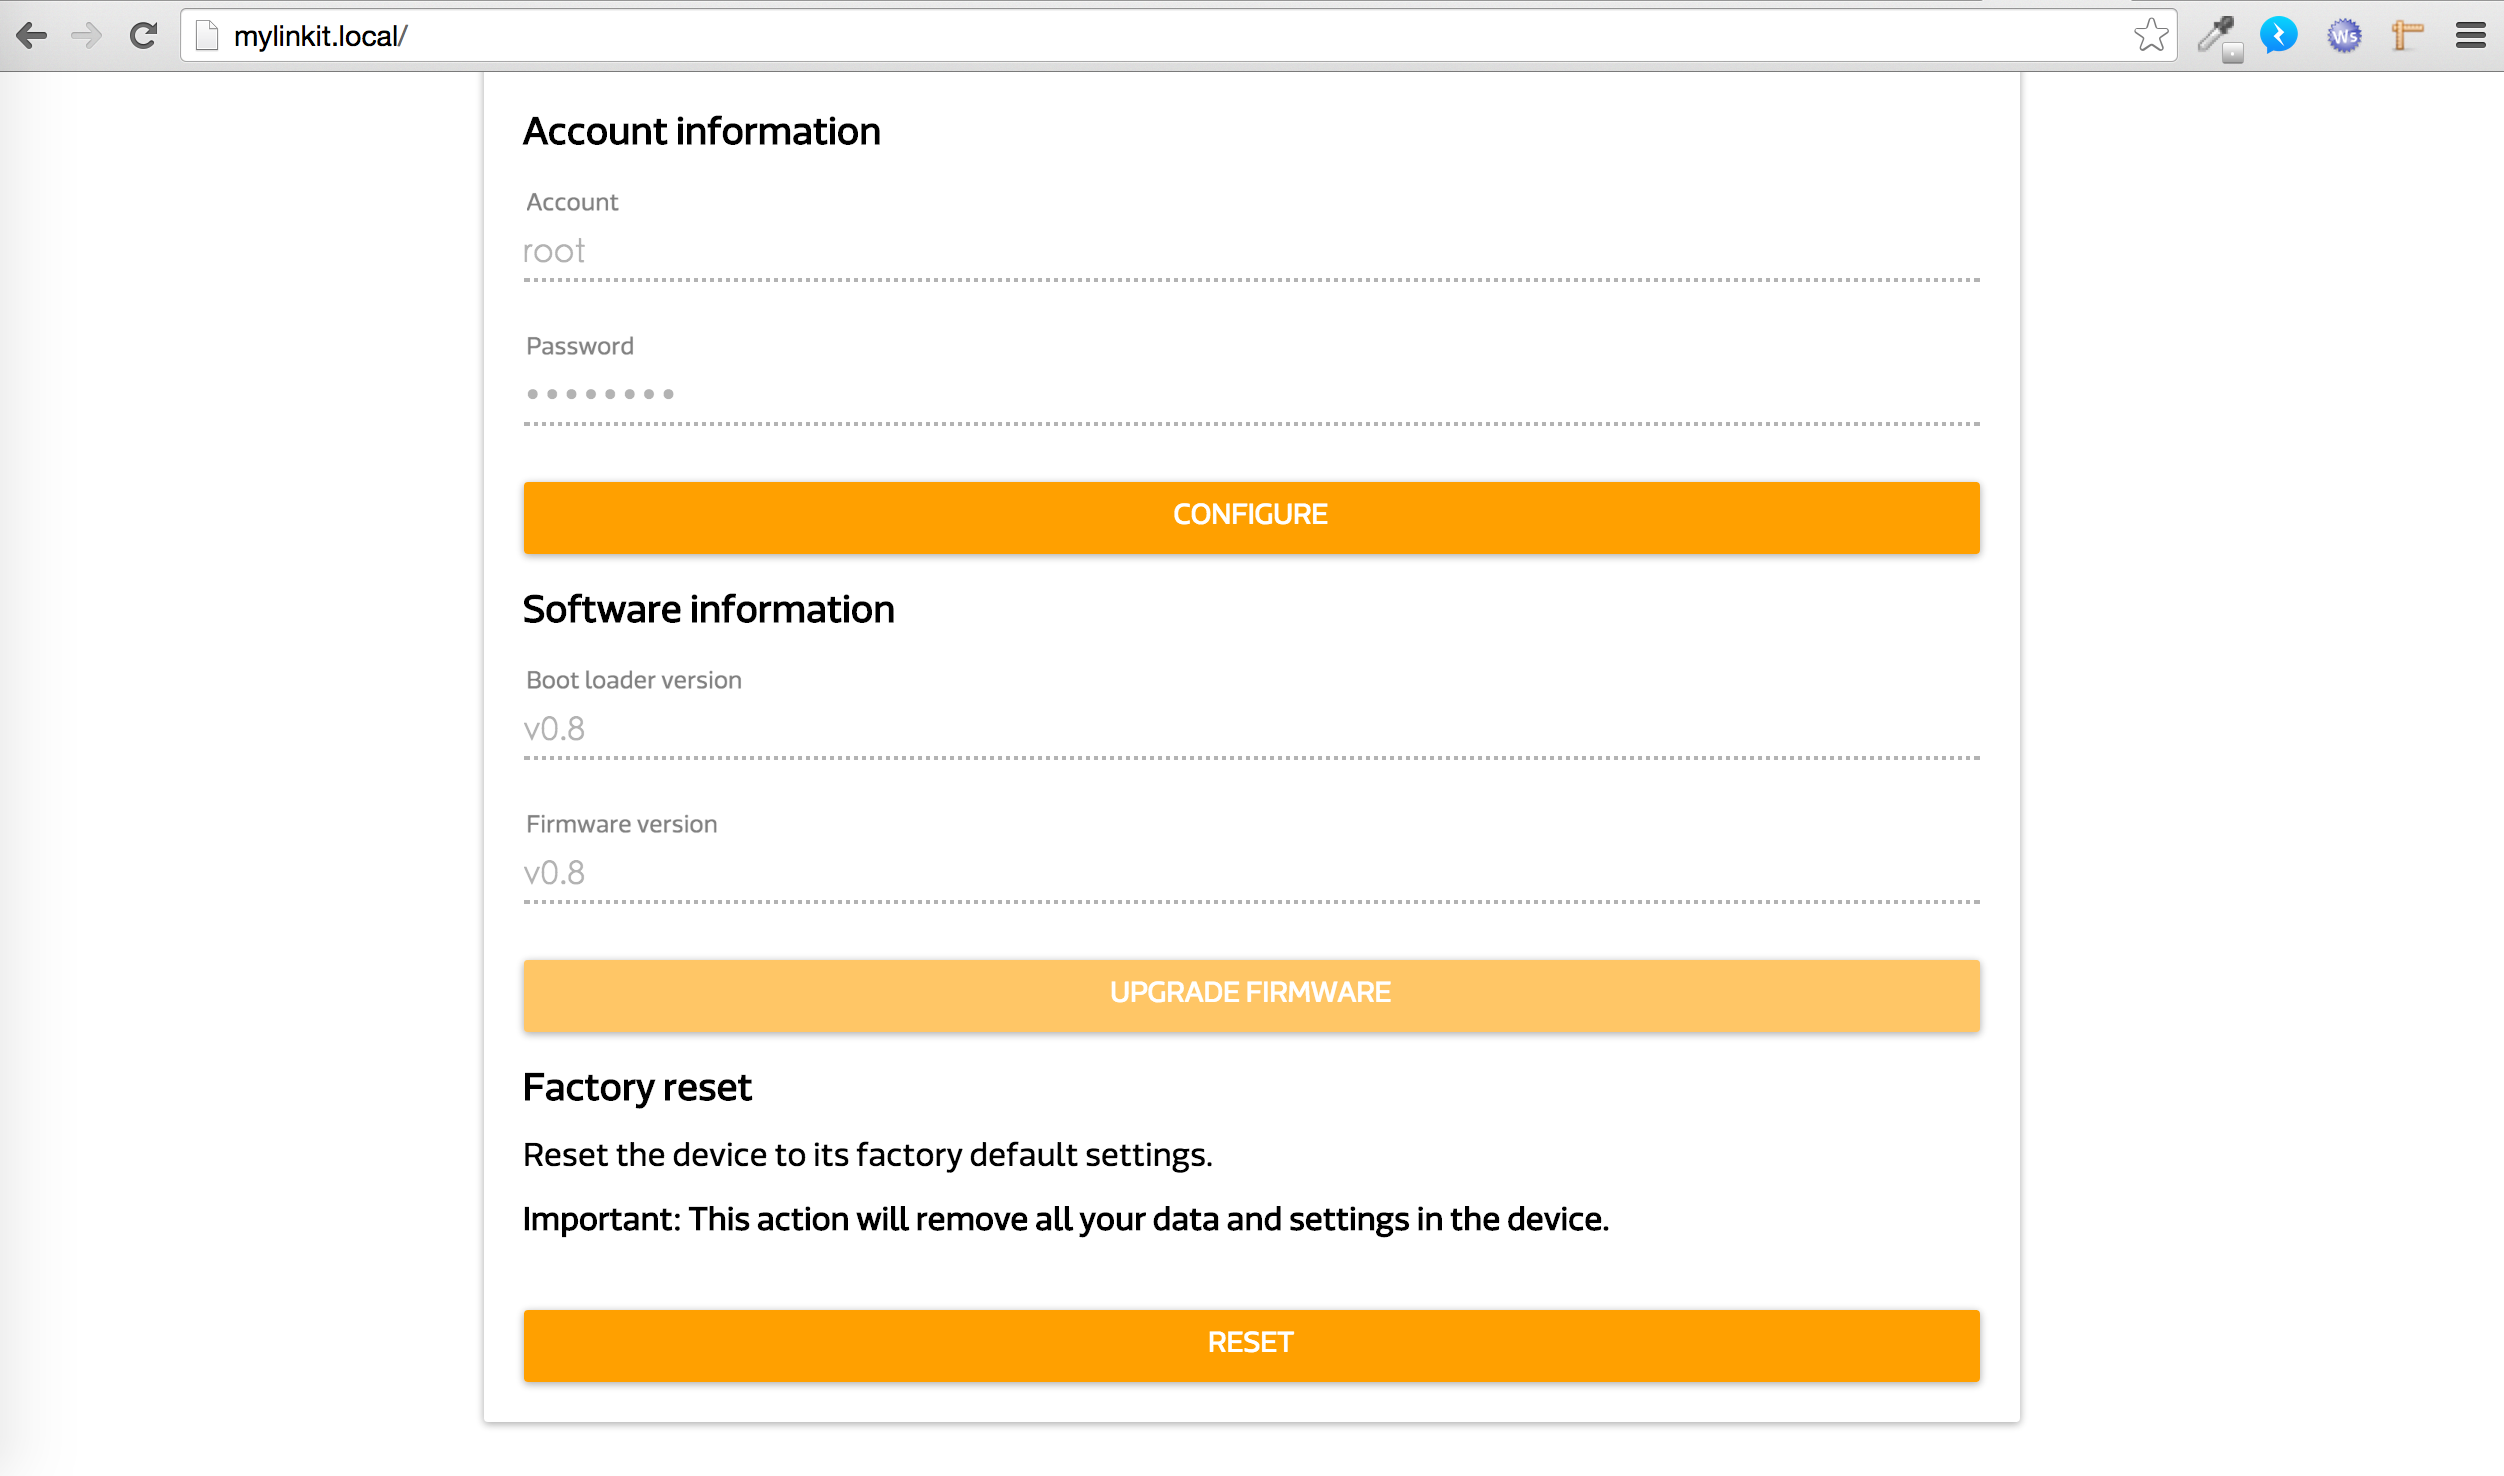 mylinkit.local/
Ws
Account information
Account
root
Password
••••••••
CONFIGURE
Software information
Boot loader version
v0.8
Firmware version
v0.8
UPGRADE FIRMWARE
Factory reset
Reset the device to its factory default settings.
Important: This action will remove all your data and settings in the device.
RESET